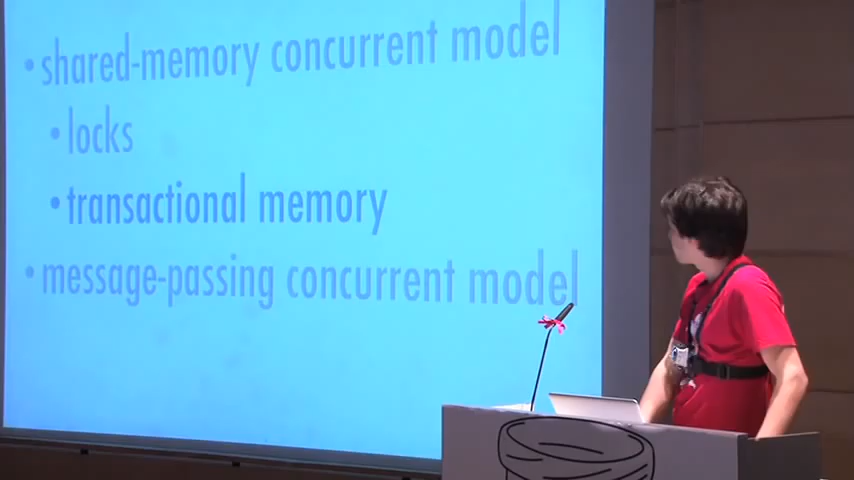 • shared-memory concurrent model
• locks
• transactional memory
• message-passing concurrent model